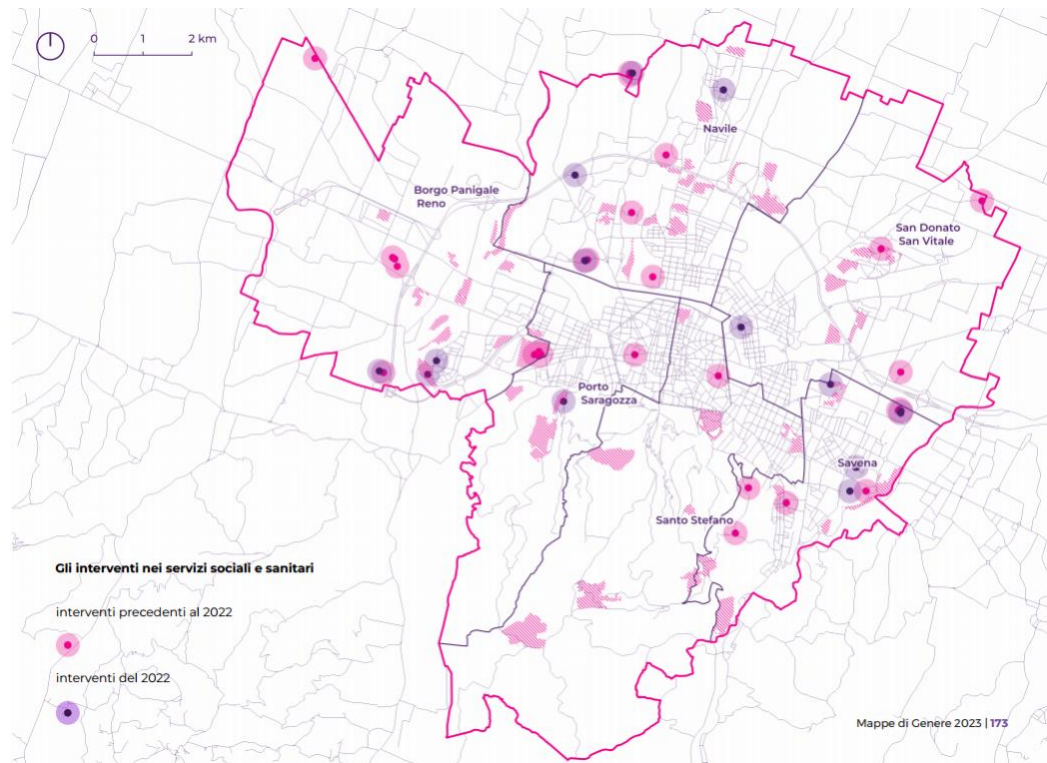 0 1 2 km
Navile
Borgo Panigale
Reno
San Donato
San Vitale
Porto
Saragozza
Savena
Santo Stefano
Gli interventi nei servizi sociali e sanitari
interventi precedenti al 2022
interventi del 2022
Mappe di Genere 2023 | 173